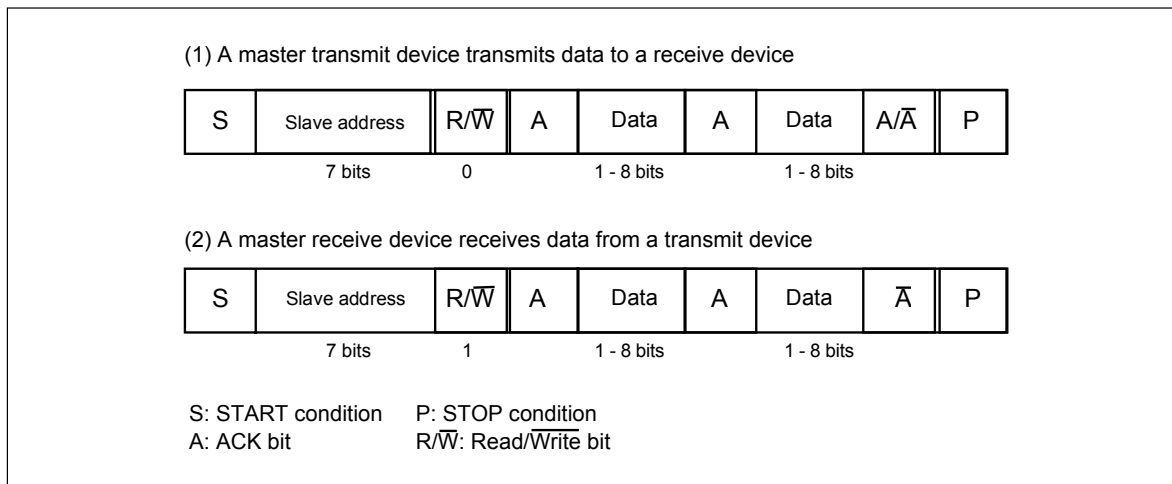 (1) A master transmit device transmits data to a receive device
S Slave address R/W̅ A Data A Data A/A̅ P
7 bits 0 1 - 8 bits 1 - 8 bits
(2) A master receive device receives data from a transmit device
S Slave address R/W̅ A Data A Data A̅ P
7 bits 1 1 - 8 bits 1 - 8 bits
S: START condition P: STOP condition
A: ACK bit R/W̅: Read/W̅r̅i̅t̅e̅ bit